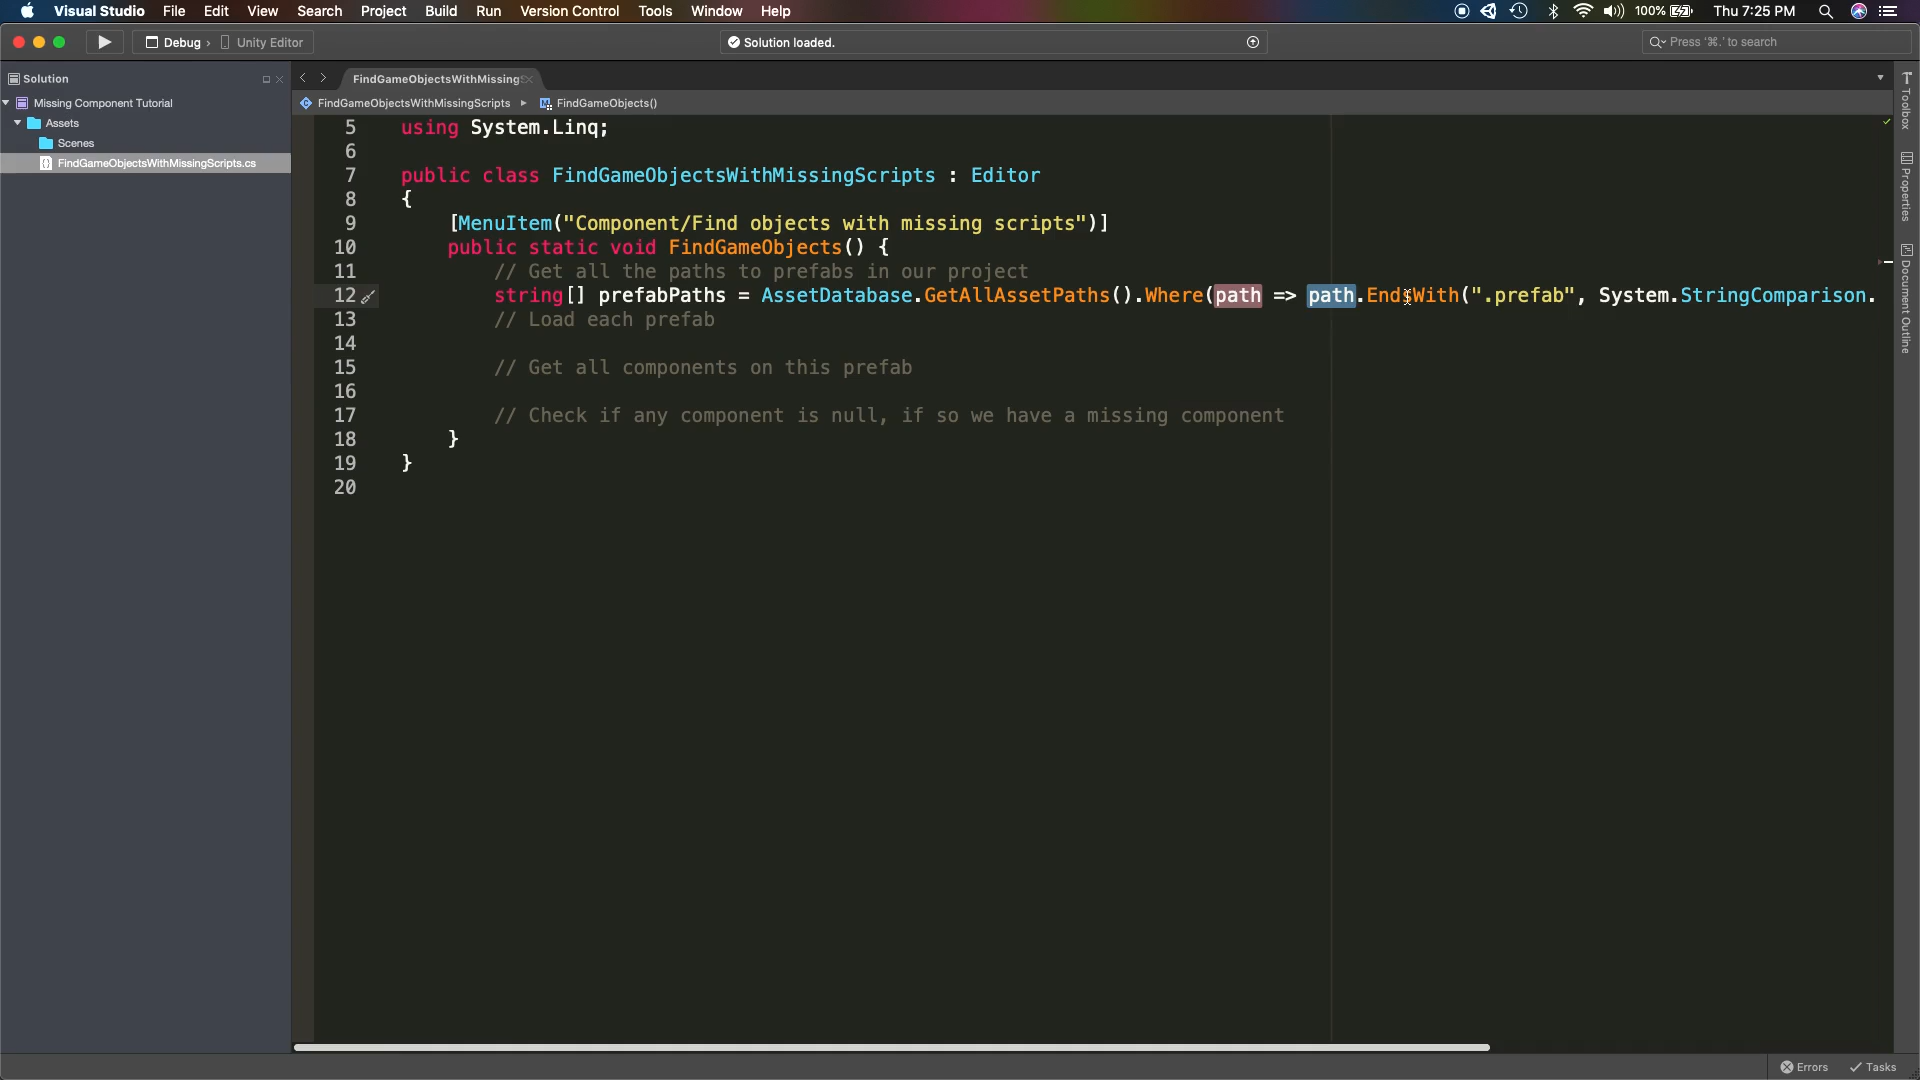 Visual Studio File Edit View Search Project Build Run Version Control Tools Window Help 100% Thu 7:25 PM
Debug › Unity Editor Solution loaded. Press '⌘.' to search
Solution FindGameObjectsWithMissing
Missing Component Tutorial
Assets
Scenes
FindGameObjectsWithMissingScripts.cs
FindGameObjectsWithMissingScripts ▸ FindGameObjects()
5 using System.Linq;
6
7 public class FindGameObjectsWithMissingScripts : Editor
8 {
9 [MenuItem("Component/Find objects with missing scripts")]
10 public static void FindGameObjects() {
11 // Get all the paths to prefabs in our project
12 string[] prefabPaths = AssetDatabase.GetAllAssetPaths().Where(path => path.EndsWith(".prefab", System.StringComparison.
13 // Load each prefab
14
15 // Get all components on this prefab
16
17 // Check if any component is null, if so we have a missing component
18 }
19 }
20
Toolbox
Properties
Document Outline
Errors Tasks